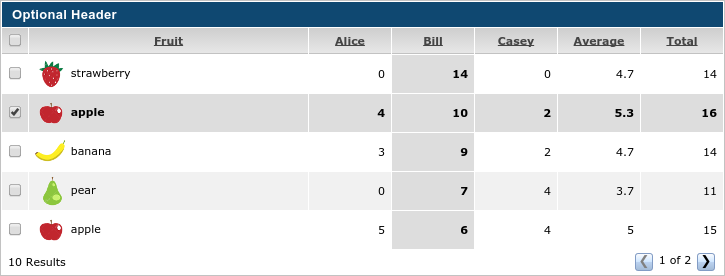 Optional Header
Fruit Alice Bill Casey Average Total
strawberry 0 14 0 4.7 14
apple 4 10 2 5.3 16
banana 3 9 2 4.7 14
pear 0 7 4 3.7 11
apple 5 6 4 5 15
10 Results 1 of 2